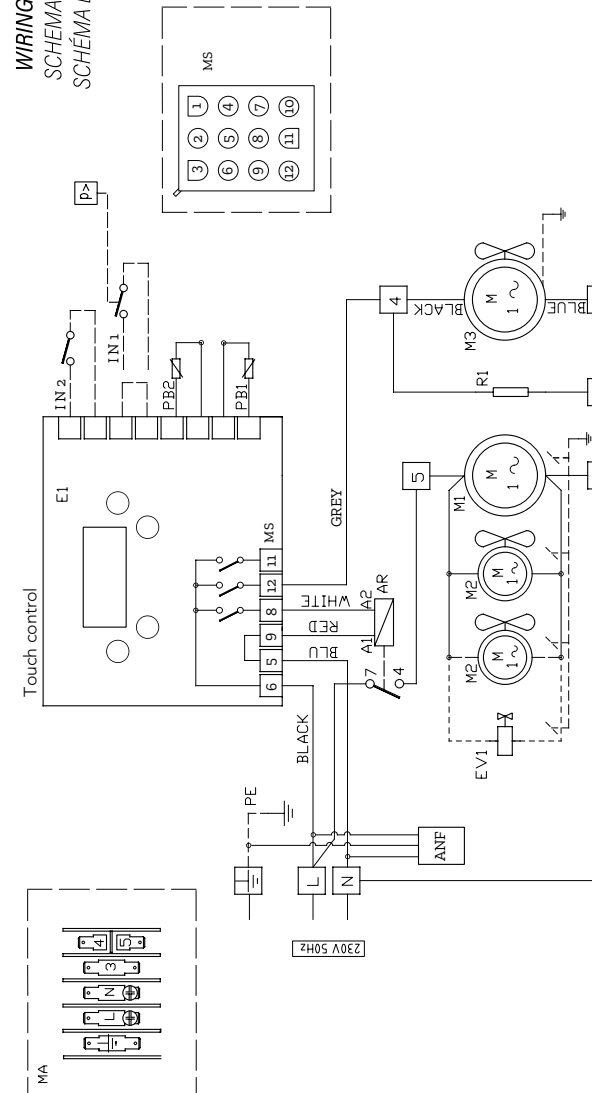 WIRING
SCHEMA
SCHÉMA
Touch control
E1
IN2
IN1
p>
PB2
PB1
MS
1 2 3
4 5 6
7 8 9
10 11 12
MS
6 5 9 8 12 11
BLACK
BLU
RED
WHITE
GREY
A1 A2
AR
7
4
PE
L
N
230V 50Hz
ANF
EV1
M2
M
1~
M2
M
1~
M1
M
1~
5
R1
4
BLACK
M3
M
1~
BLUE
MA
L
N
3
4
5